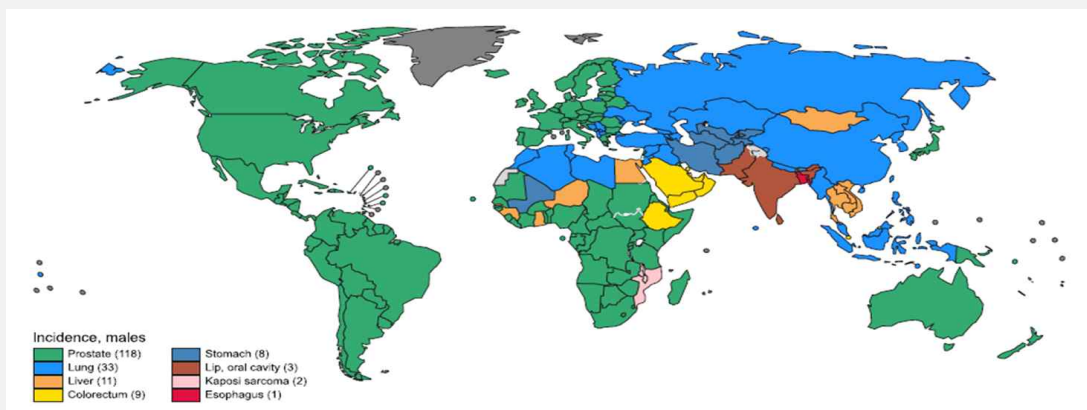 Incidence, males
Prostate (118)
Lung (33)
Liver (11)
Colorectum (9)
Stomach (8)
Lip, oral cavity (3)
Kaposi sarcoma (2)
Esophagus (1)